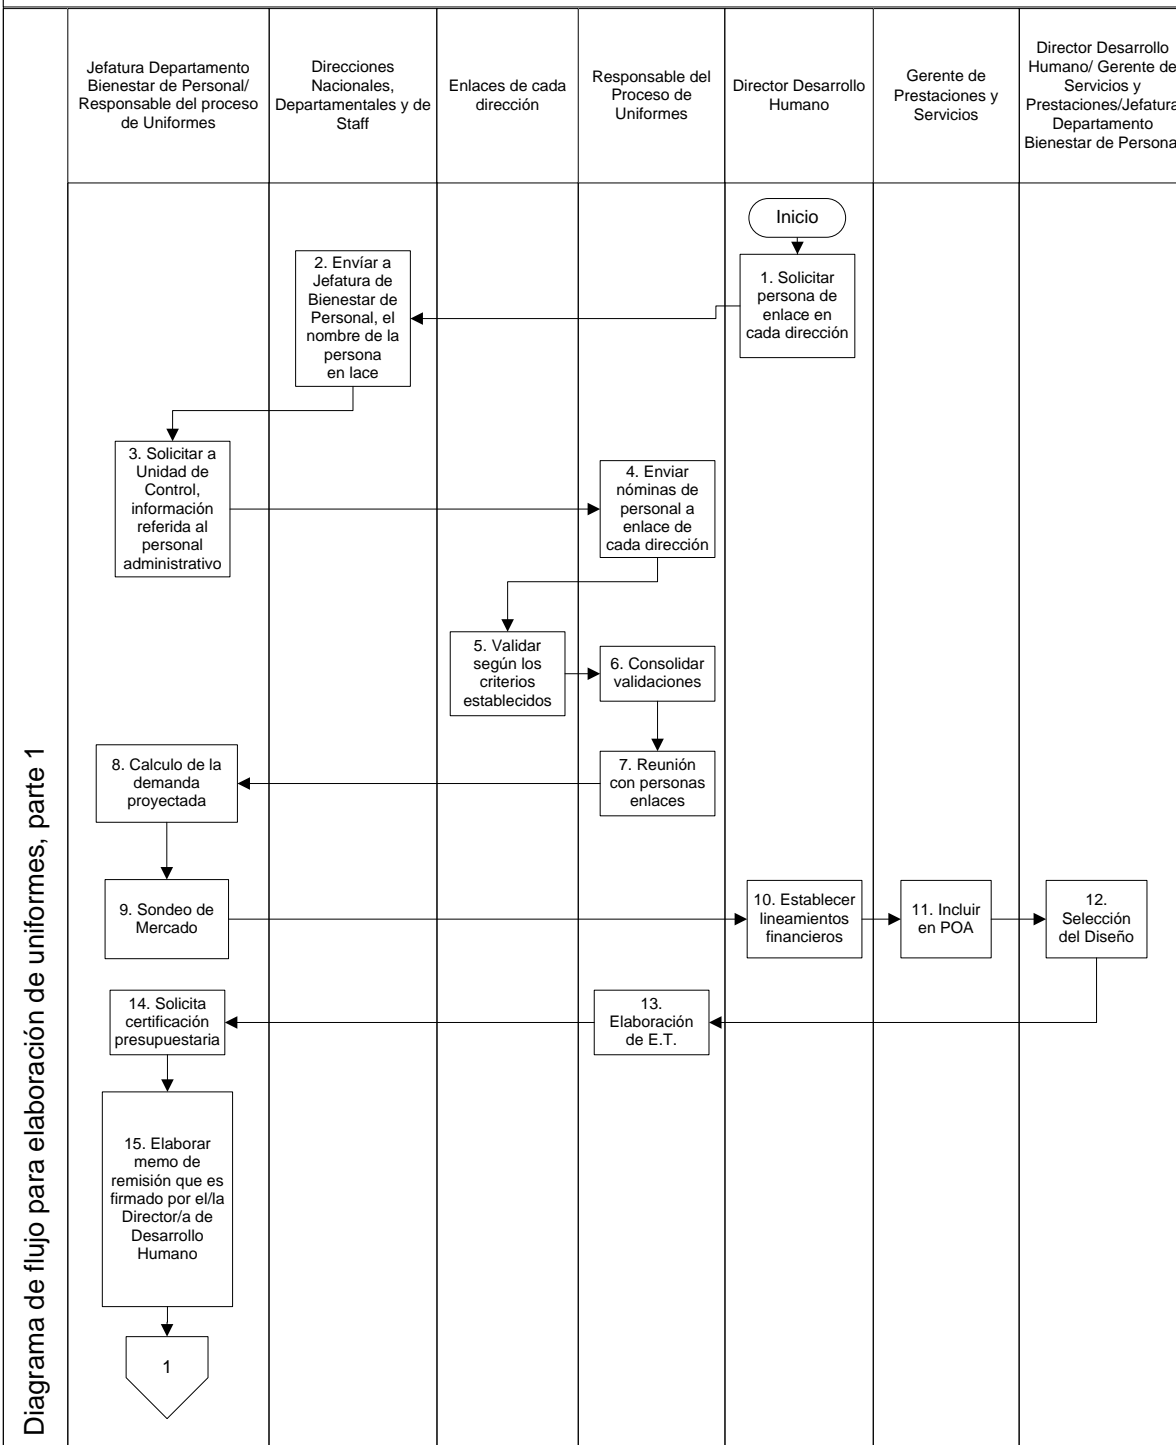 Jefatura Departamento
Bienestar de Personal/
Responsable del proceso
de Uniformes
Direcciones
Nacionales,
Departamentales y de
Staff
Enlaces de cada
dirección
Responsable del
Proceso de
Uniformes
Director Desarrollo
Humano
Gerente de
Prestaciones y
Servicios
Director Desarrollo
Humano/ Gerente de
Servicios y
Prestaciones/Jefatura
Departamento
Bienestar de Persona
Inicio
1. Solicitar
persona de
enlace en
cada dirección
2. Envíar a
Jefatura de
Bienestar de
Personal, el
nombre de la
persona
en lace
3. Solicitar a
Unidad de
Control,
información
referida al
personal
administrativo
4. Enviar
nóminas de
personal a
enlace de
cada dirección
5. Validar
según los
criterios
establecidos
6. Consolidar
validaciones
7. Reunión
con personas
enlaces
8. Calculo de la
demanda
proyectada
9. Sondeo de
Mercado
10. Establecer
lineamientos
financieros
11. Incluir
en POA
12.
Selección
del Diseño
13.
Elaboración
de E.T.
14. Solicita
certificación
presupuestaria
15. Elaborar
memo de
remisión que es
firmado por el/la
Director/a de
Desarrollo
Humano
1
Diagrama de flujo para elaboración de uniformes, parte 1